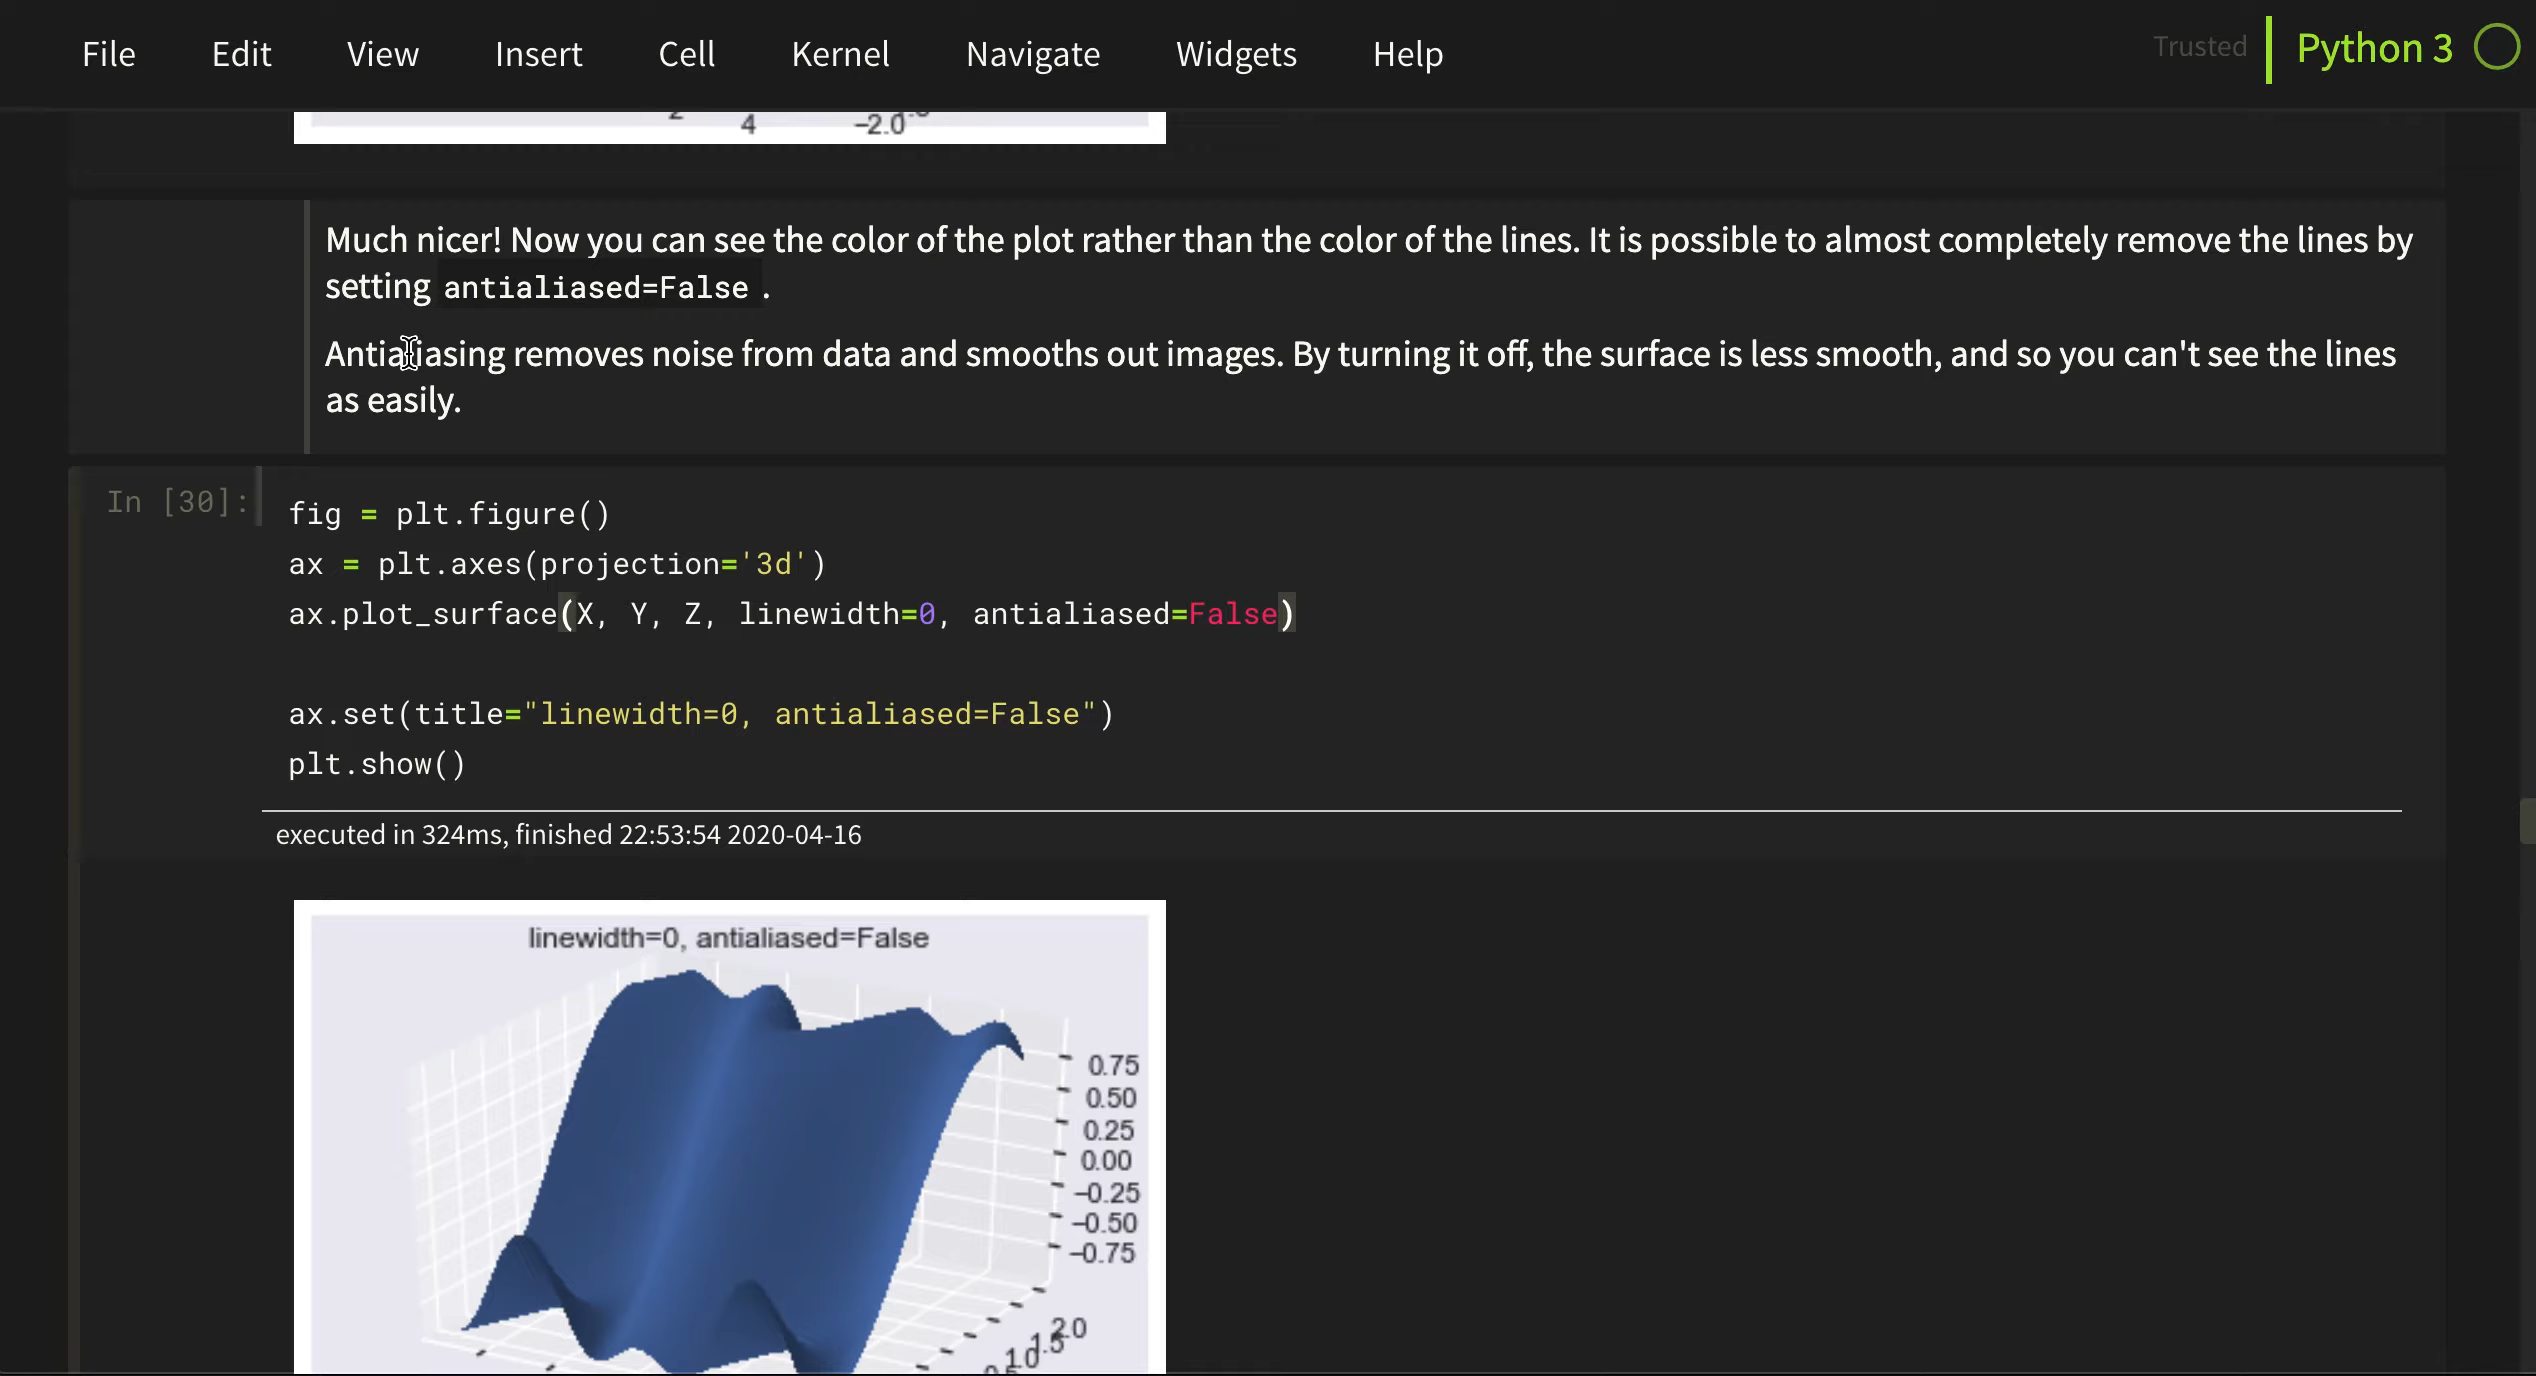 File Edit View Insert Cell Kernel Navigate Widgets Help Trusted Python 3
4 −2.0
Much nicer! Now you can see the color of the plot rather than the color of the lines. It is possible to almost completely remove the lines by
setting antialiased=False .
Antialiasing removes noise from data and smooths out images. By turning it off, the surface is less smooth, and so you can't see the lines
as easily.
In [30]:
fig = plt.figure()
ax = plt.axes(projection='3d')
ax.plot_surface(X, Y, Z, linewidth=0, antialiased=False)
ax.set(title="linewidth=0, antialiased=False")
plt.show()
executed in 324ms, finished 22:53:54 2020-04-16
linewidth=0, antialiased=False
0.75
0.50
0.25
0.00
−0.25
−0.50
−0.75
2.0
1.5
1.0